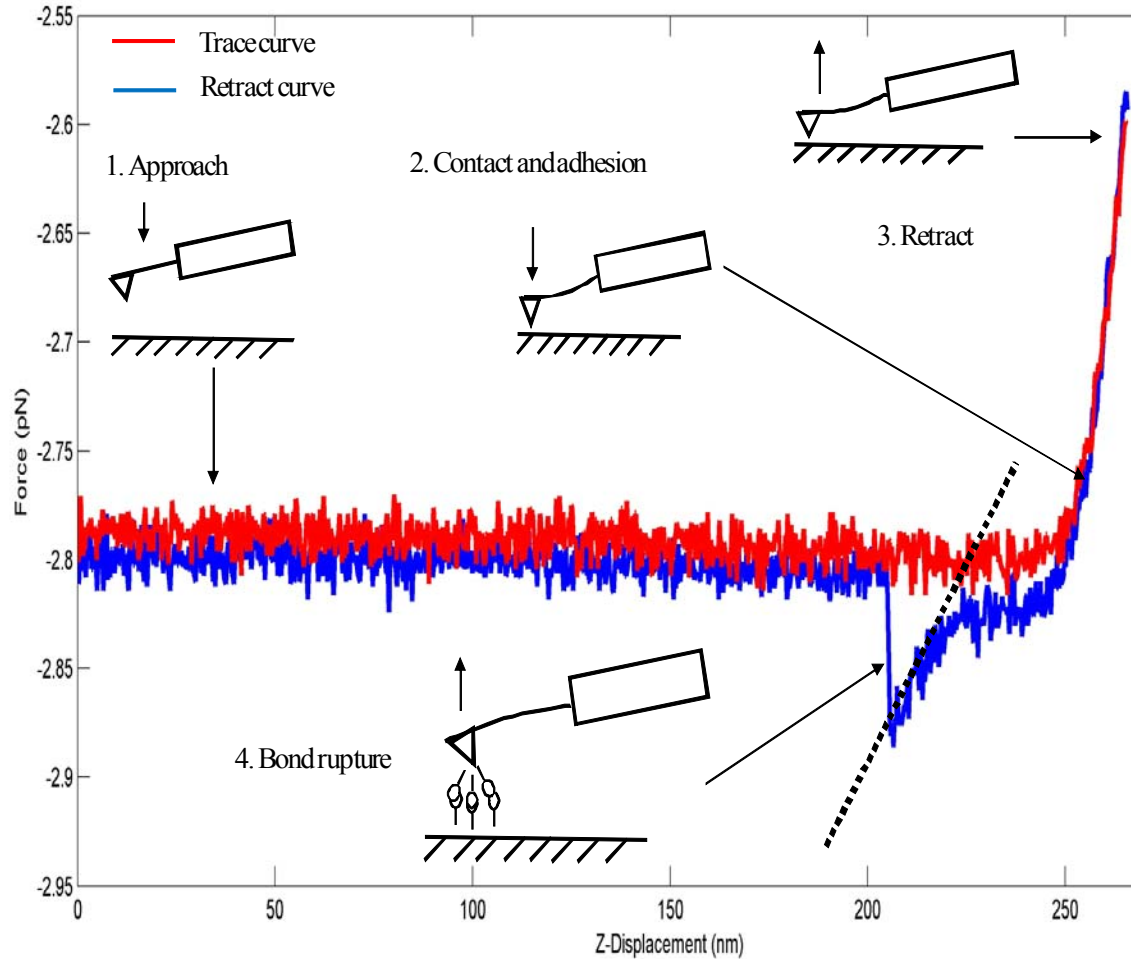 Trace curve
Retract curve
1. Approach
2. Contact and adhesion
3. Retract
4. Bond rupture
Force (pN)
-2.55
-2.6
-2.65
-2.7
-2.75
-2.8
-2.85
-2.9
-2.95
0
50
100
150
200
250
Z-Displacement (nm)